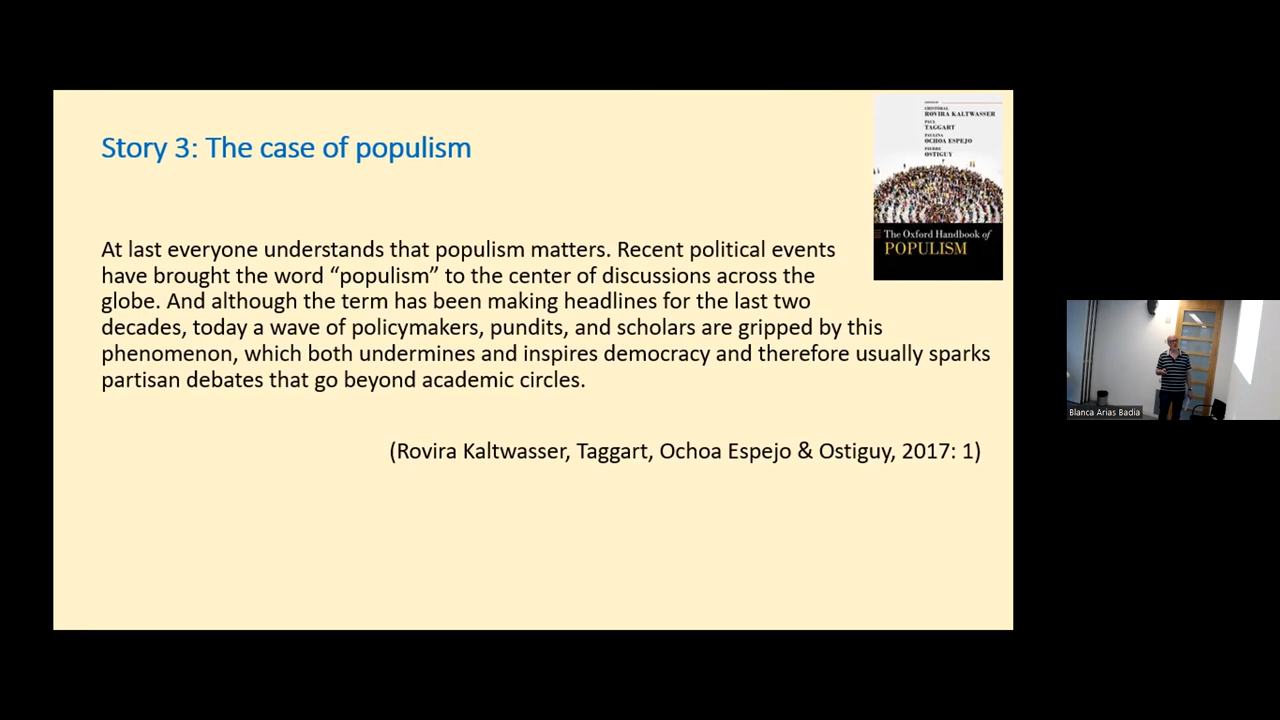 Story 3: The case of populism
CRISTÓBAL
ROVIRA KALTWASSER
PAUL
TAGGART
PAULINA
OCHOA ESPEJO
PIERRE
OSTIGUY
The Oxford Handbook of
POPULISM
At last everyone understands that populism matters. Recent political events
have brought the word “populism” to the center of discussions across the
globe. And although the term has been making headlines for the last two
decades, today a wave of policymakers, pundits, and scholars are gripped by this
phenomenon, which both undermines and inspires democracy and therefore usually sparks
partisan debates that go beyond academic circles.
(Rovira Kaltwasser, Taggart, Ochoa Espejo & Ostiguy, 2017: 1)
Blanca Arias Badia